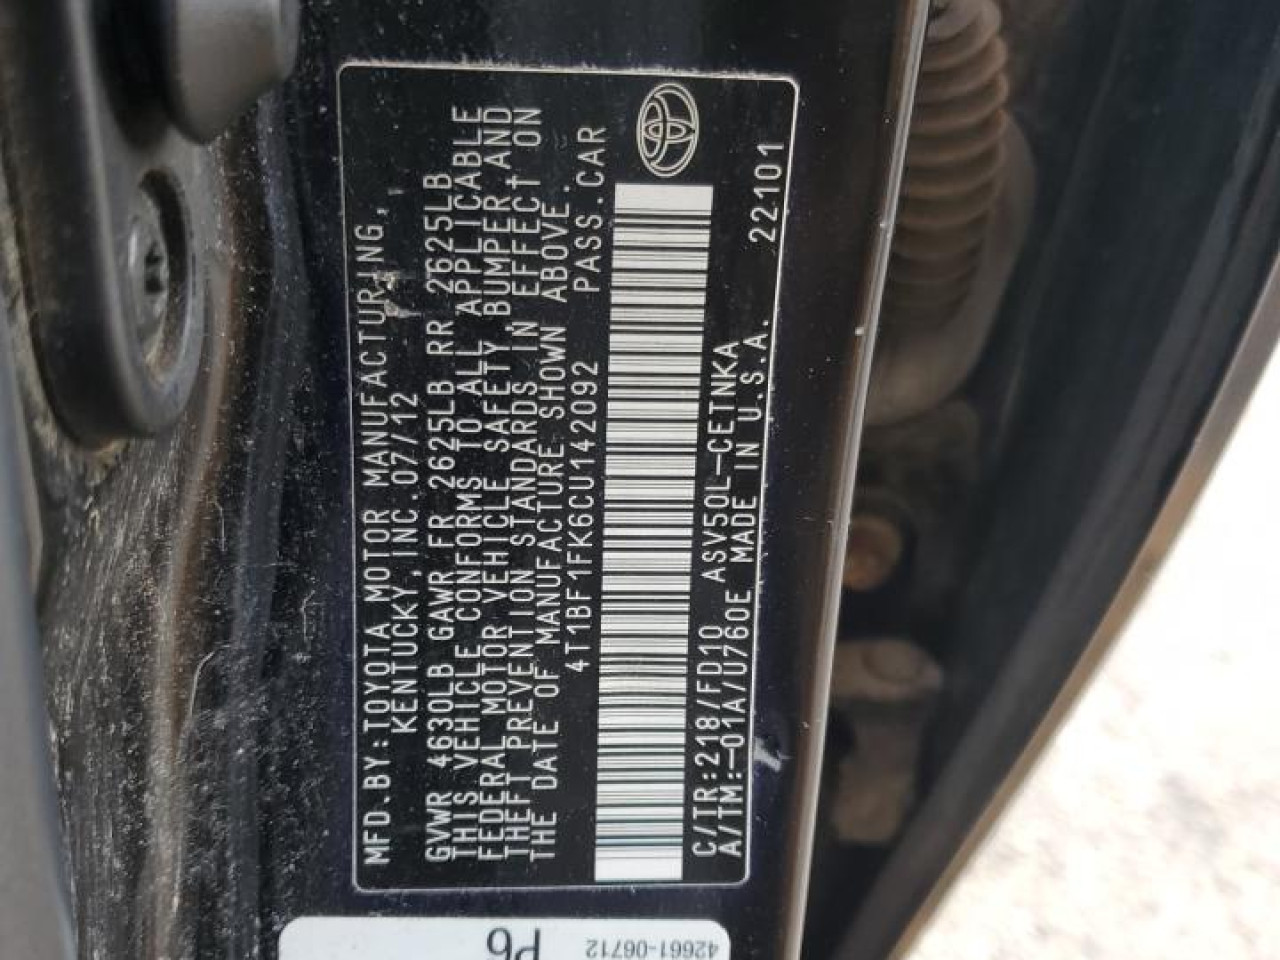 MFD.BY:TOYOTA MOTOR MANUFACTURING,
KENTUCKY,INC. 07/12
GVWR 4630LB GAWR FR 2625LB RR 2625LB
THIS VEHICLE CONFORMS TO ALL APPLICABLE
FEDERAL MOTOR VEHICLE SAFETY, BUMPER,AND
THEFT PREVENTION STANDARDS IN EFFECT ON
THE DATE OF MANUFACTURE SHOWN ABOVE.
4T1BF1FK6CU142092 PASS.CAR
C/TR:218/FD10 ASV50L-CETNKA
A/TM:-01A/U760E MADE IN U.S.A. 22101
P6
42661-06712